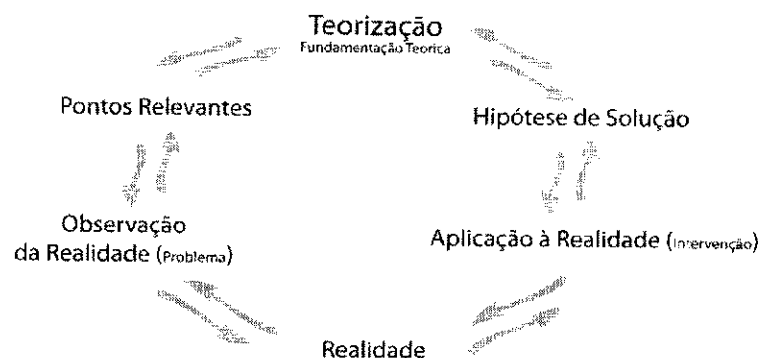 Teorização
Fundamentação Teorica
Pontos Relevantes
Hipótese de Solução
Observação
da Realidade (Problema)
Aplicação à Realidade (Intervenção)
Realidade